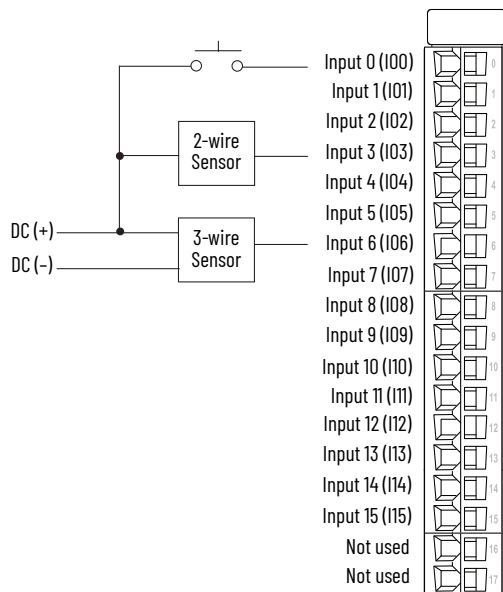 Input 0 (I00)
0
Input 1 (I01)
1
Input 2 (I02)
2
2-wire
Sensor
Input 3 (I03)
3
Input 4 (I04)
4
Input 5 (I05)
5
DC (+)
3-wire
Sensor
Input 6 (I06)
6
DC (–)
Input 7 (I07)
7
Input 8 (I08)
8
Input 9 (I09)
9
Input 10 (I10)
10
Input 11 (I11)
11
Input 12 (I12)
12
Input 13 (I13)
13
Input 14 (I14)
14
Input 15 (I15)
15
Not used
16
Not used
17